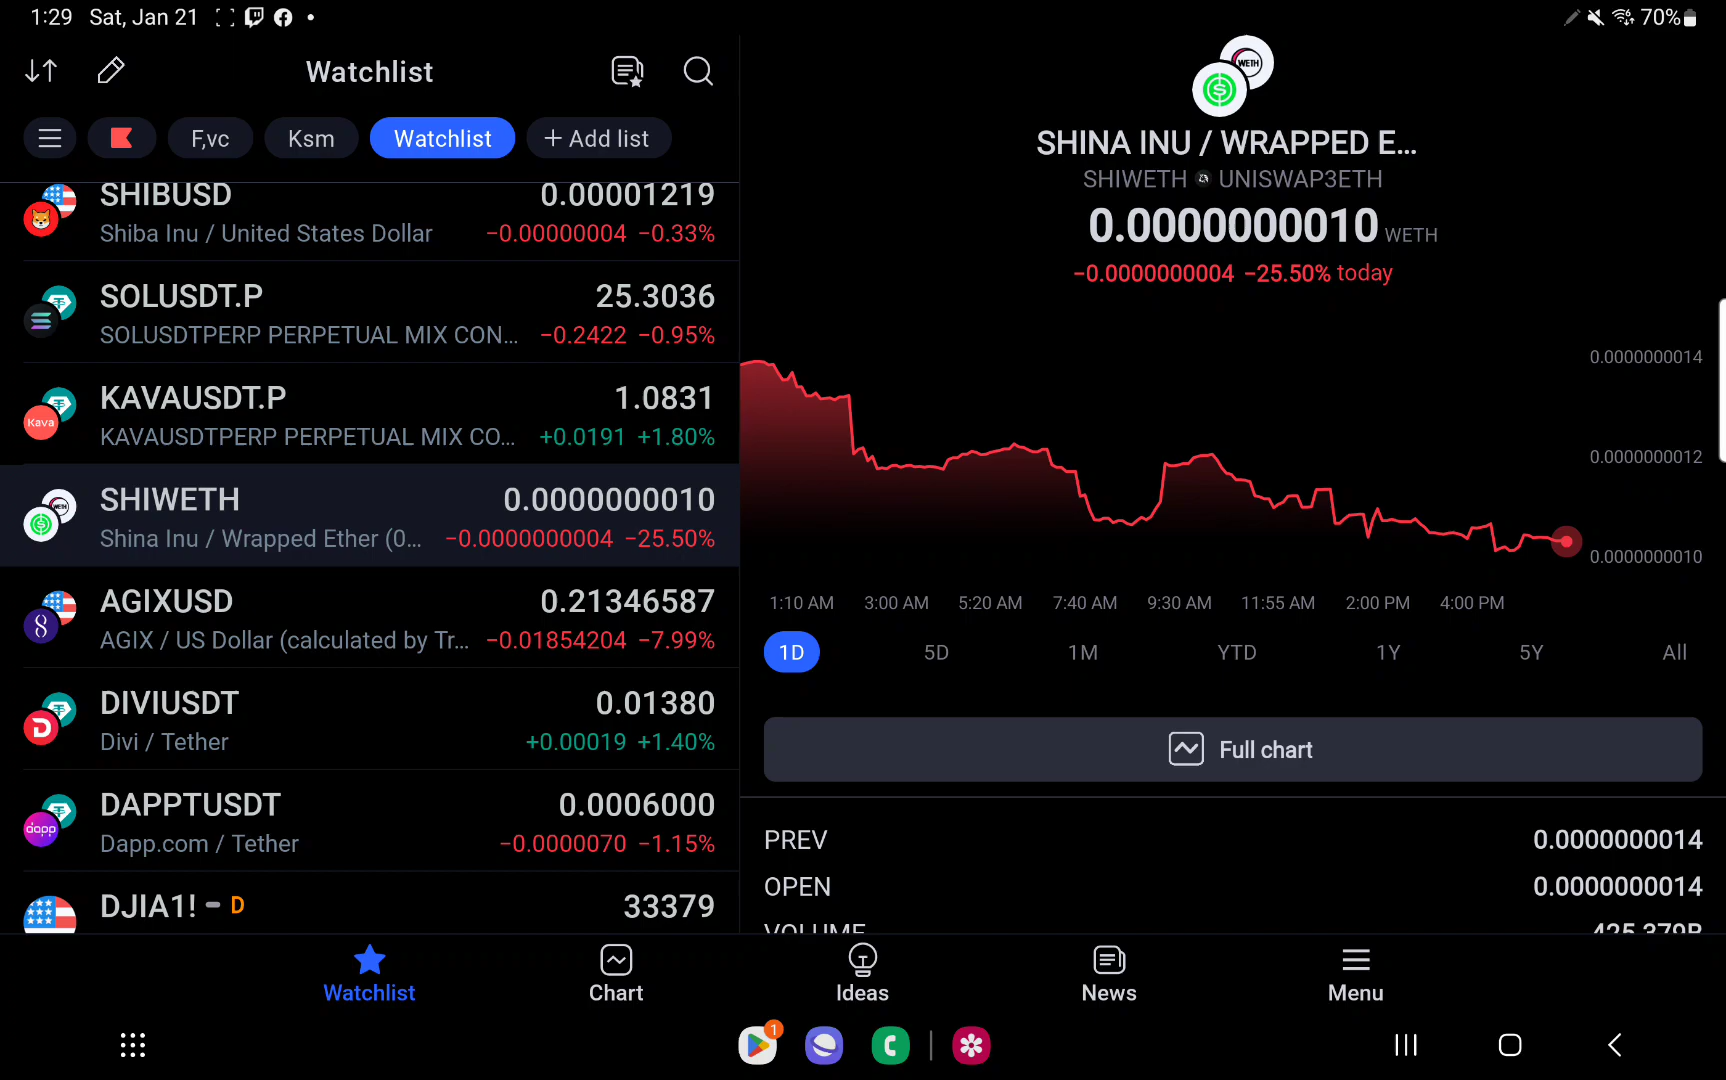 1:29 Sat, Jan 21
70%
Watchlist
F,vc
Ksm
Watchlist
+ Add list
SHIBUSD 0.00001219
Shiba Inu / United States Dollar −0.00000004 −0.33%
SOLUSDT.P 25.3036
SOLUSDTPERP PERPETUAL MIX CON... −0.2422 −0.95%
Kava
KAVAUSDT.P 1.0831
KAVAUSDTPERP PERPETUAL MIX CO... +0.0191 +1.80%
WETH
SHIWETH 0.0000000010
Shina Inu / Wrapped Ether (0... −0.0000000004 −25.50%
AGIXUSD 0.21346587
AGIX / US Dollar (calculated by Tr... −0.01854204 −7.99%
DIVIUSDT 0.01380
Divi / Tether +0.00019 +1.40%
dapp
DAPPTUSDT 0.0006000
Dapp.com / Tether −0.0000070 −1.15%
DJIA1! D 33379
WETH
SHINA INU / WRAPPED E...
SHIWETH UNISWAP3ETH
0.0000000010 WETH
−0.0000000004 −25.50% today
0.0000000014
0.0000000012
0.0000000010
1:10 AM 3:00 AM 5:20 AM 7:40 AM 9:30 AM 11:55 AM 2:00 PM 4:00 PM
1D 5D 1M YTD 1Y 5Y All
Full chart
PREV 0.0000000014
OPEN 0.0000000014
VOLUME 425.379B
Watchlist Chart Ideas News Menu
1